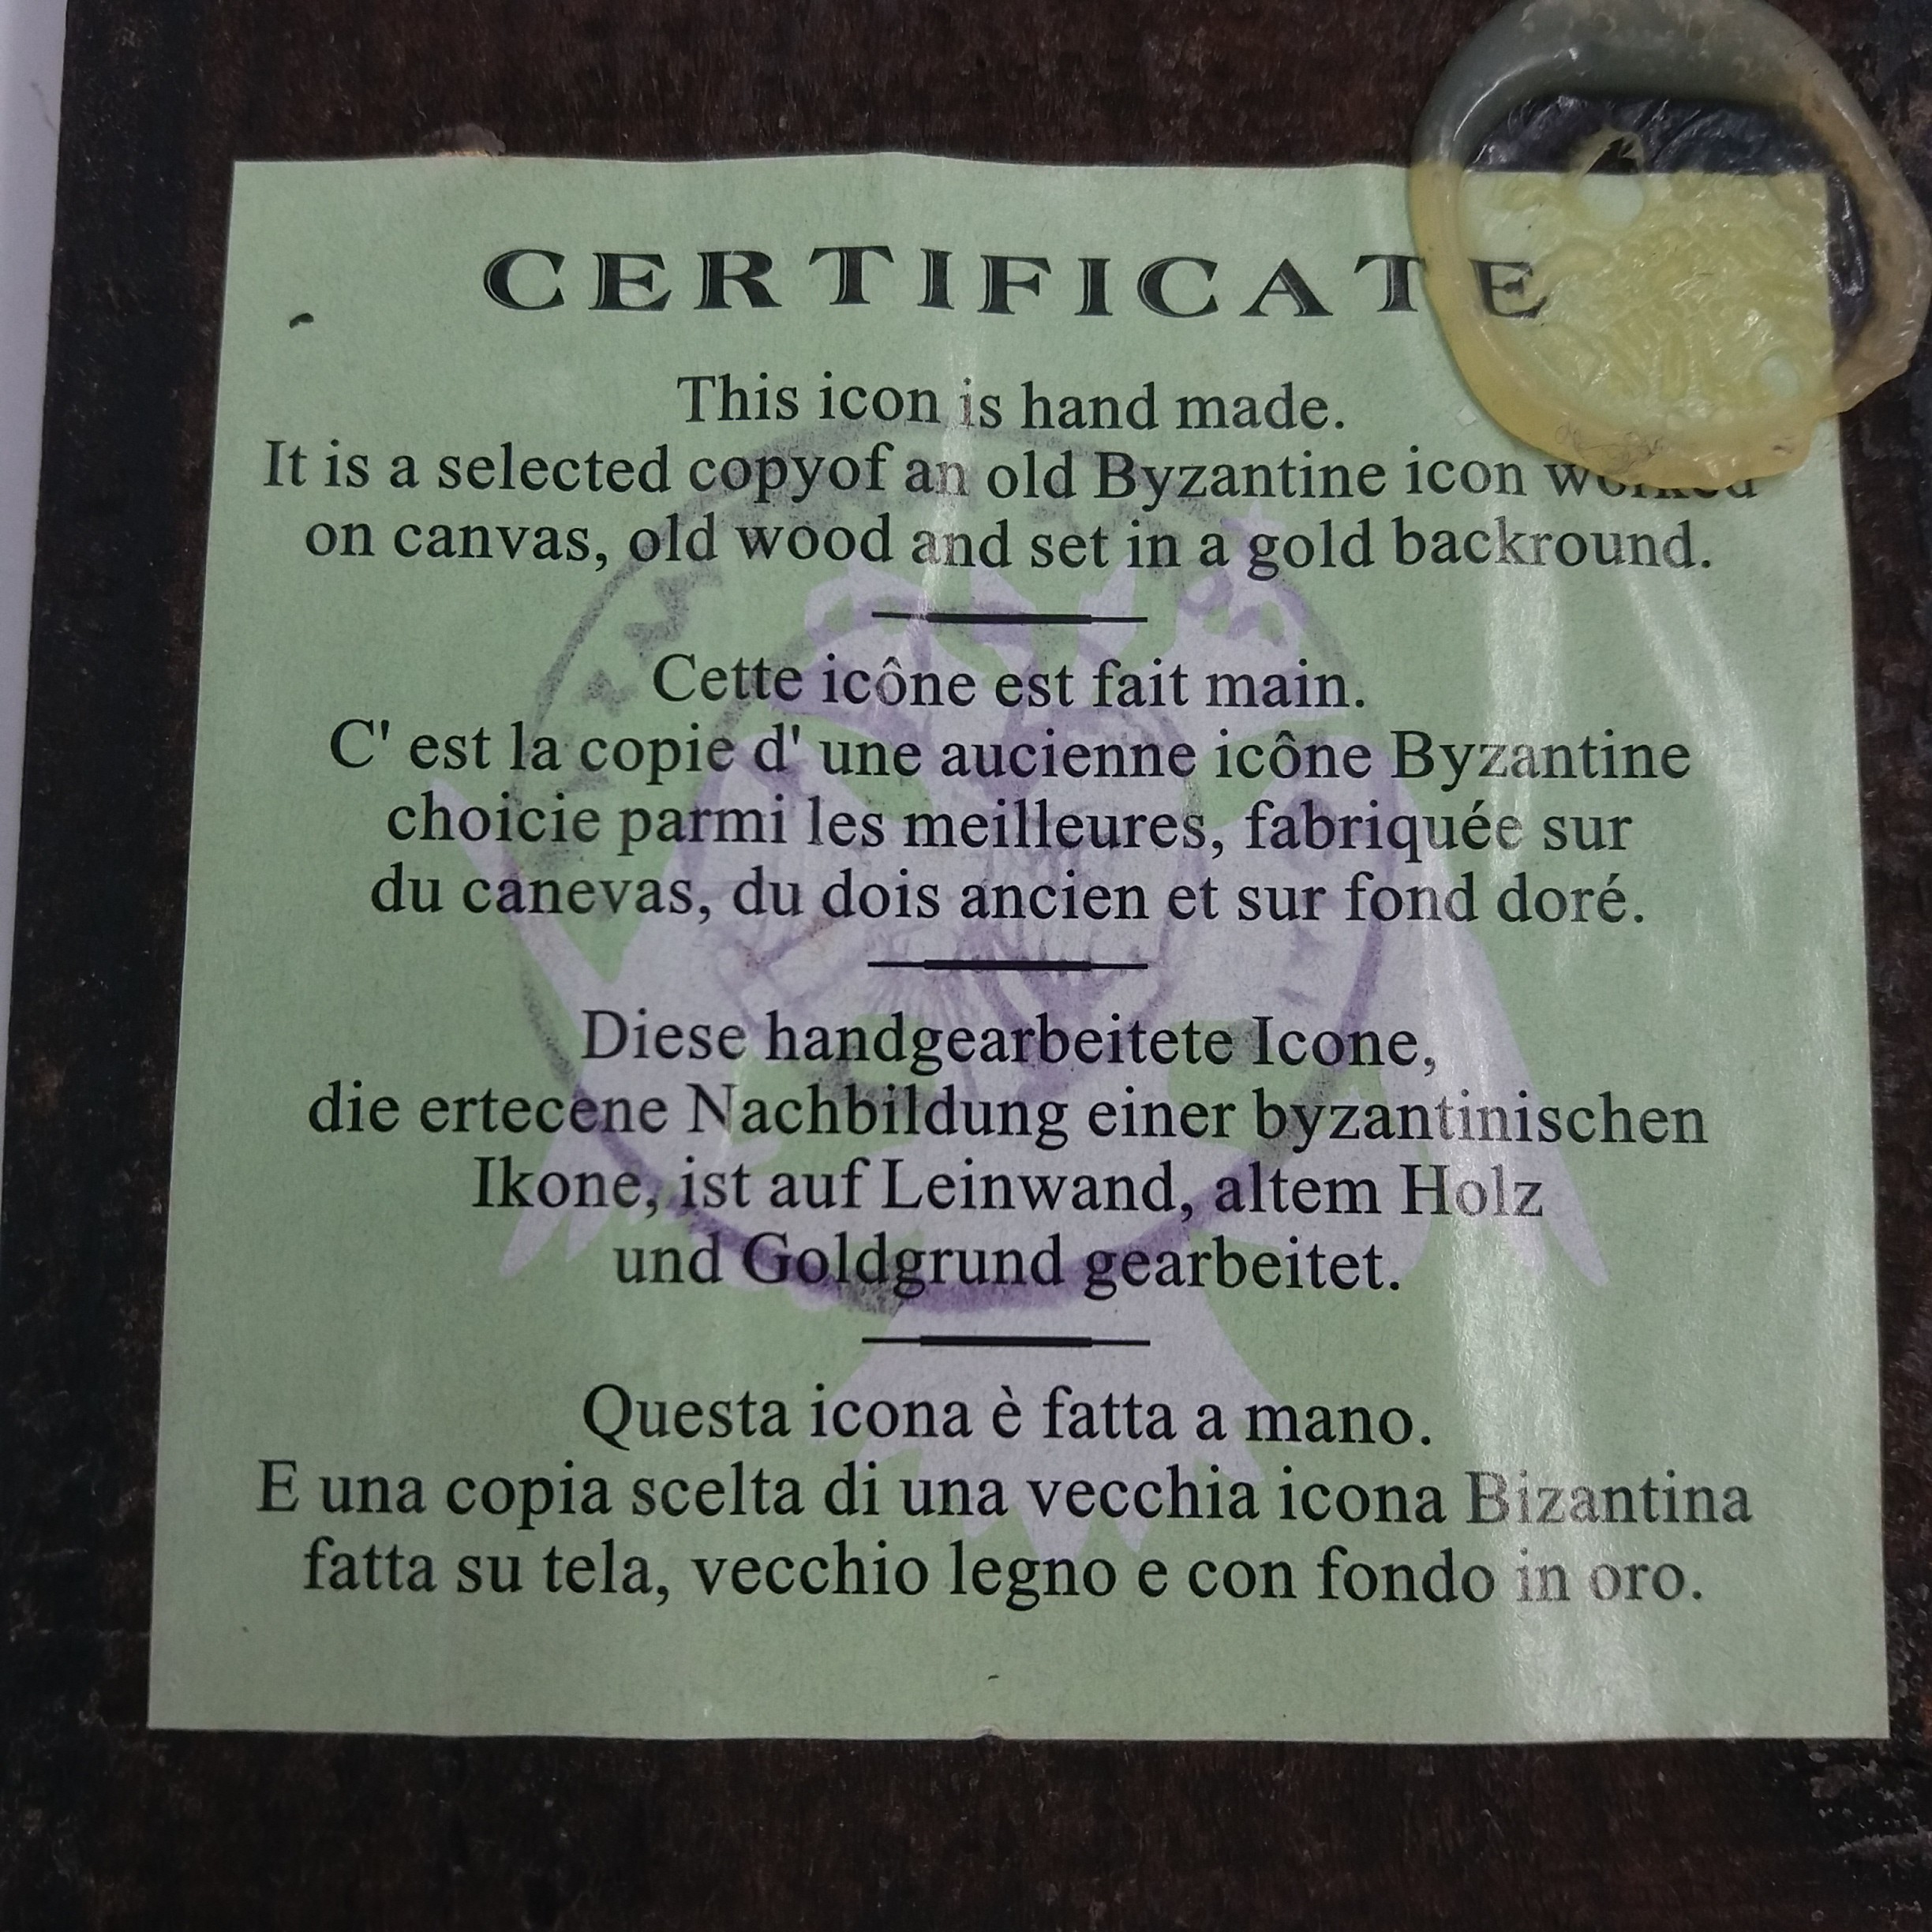 CERTIFICATE
This icon is hand made.
It is a selected copyof an old Byzantine icon worked
on canvas, old wood and set in a gold backround.
Cette icône est fait main.
C' est la copie d' une aucienne icône Byzantine
choicie parmi les meilleures, fabriquée sur
du canevas, du dois ancien et sur fond doré.
Diese handgearbeitete Icone,
die ertecene Nachbildung einer byzantinischen
Ikone, ist auf Leinwand, altem Holz
und Goldgrund gearbeitet.
Questa icona è fatta a mano.
E una copia scelta di una vecchia icona Bizantina
fatta su tela, vecchio legno e con fondo in oro.